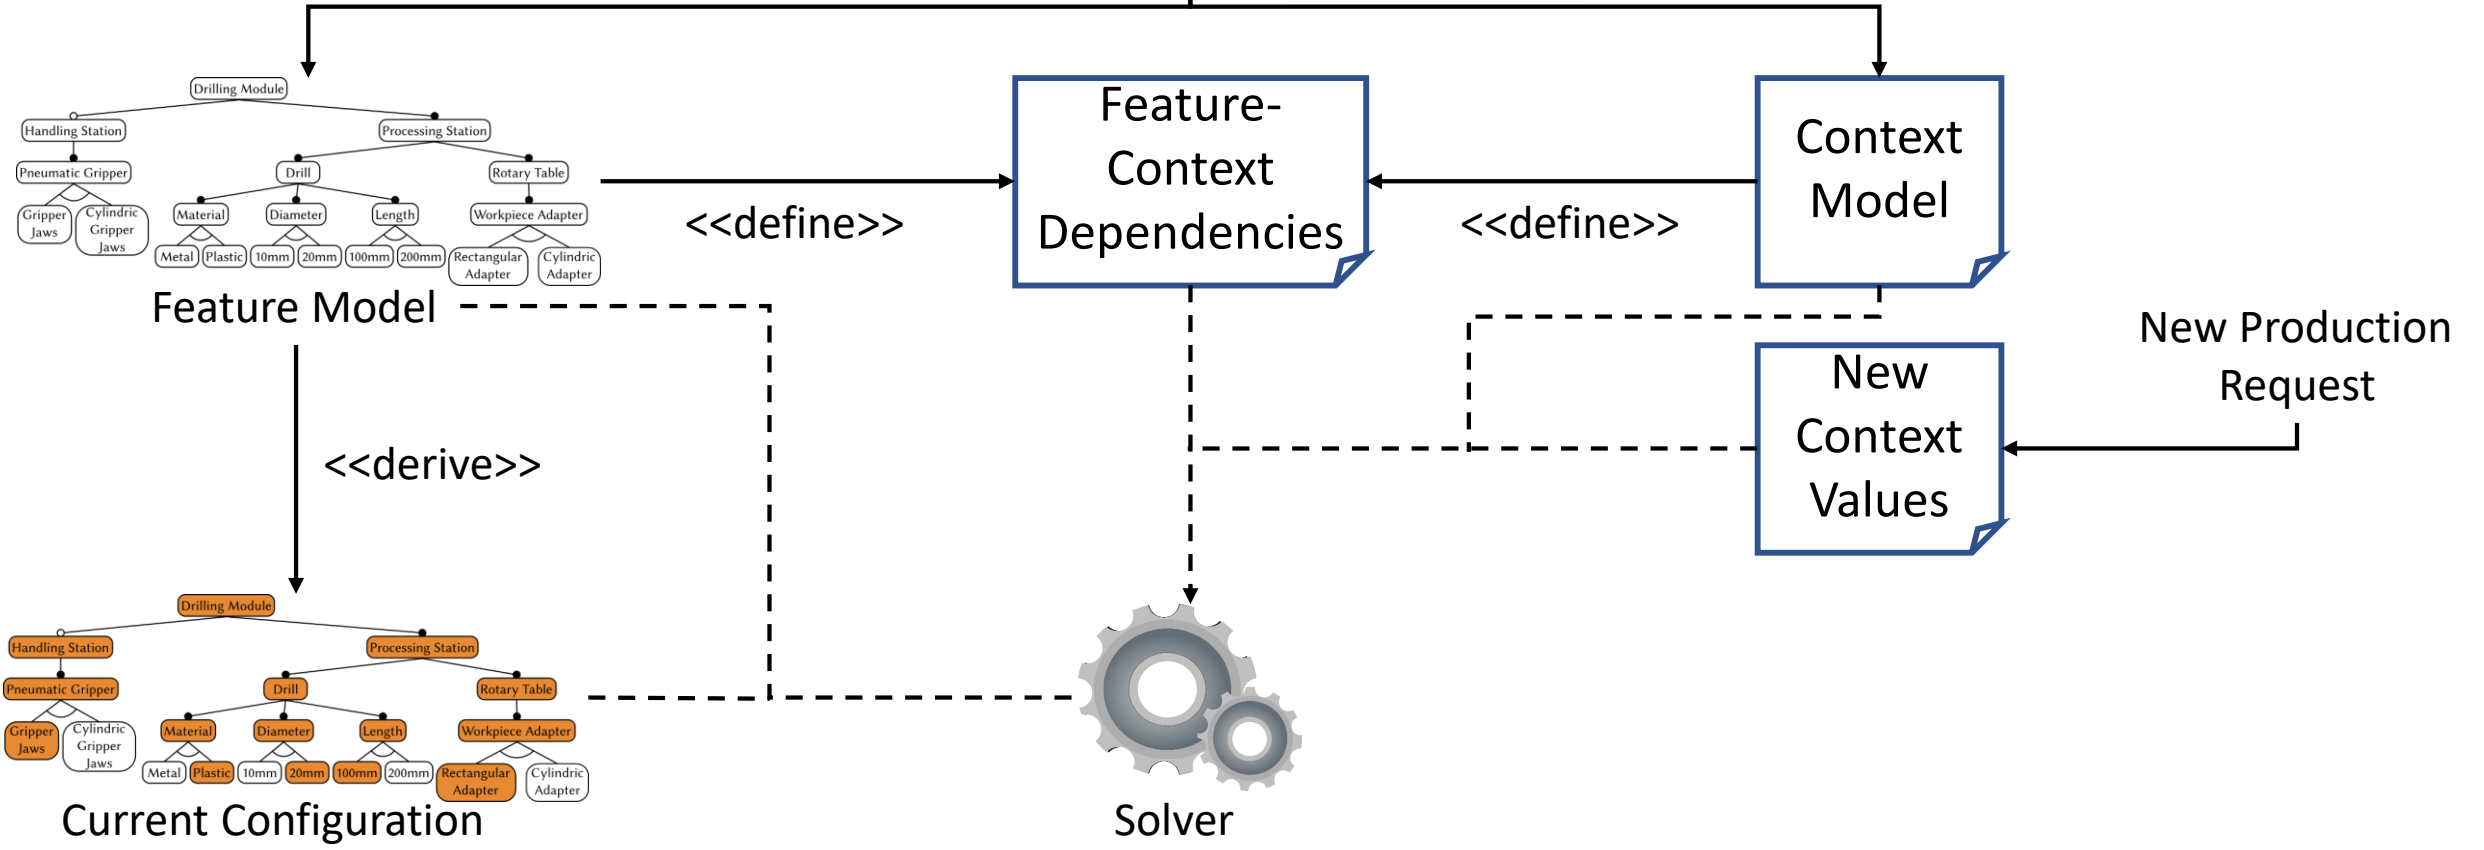 Drilling Module
Handling Station
Processing Station
Pneumatic Gripper
Drill
Rotary Table
Gripper
Jaws
Cylindric
Gripper
Jaws
Material
Diameter
Length
Workpiece Adapter
Metal
Plastic
10mm
20mm
100mm
200mm
Rectangular
Adapter
Cylindric
Adapter
Feature Model
<<define>>
Feature-
Context
Dependencies
<<define>>
Context
Model
New Production
Request
New
Context
Values
<<derive>>
Drilling Module
Handling Station
Processing Station
Pneumatic Gripper
Drill
Rotary Table
Gripper
Jaws
Cylindric
Gripper
Jaws
Material
Diameter
Length
Workpiece Adapter
Metal
Plastic
10mm
20mm
100mm
200mm
Rectangular
Adapter
Cylindric
Adapter
Current Configuration
Solver